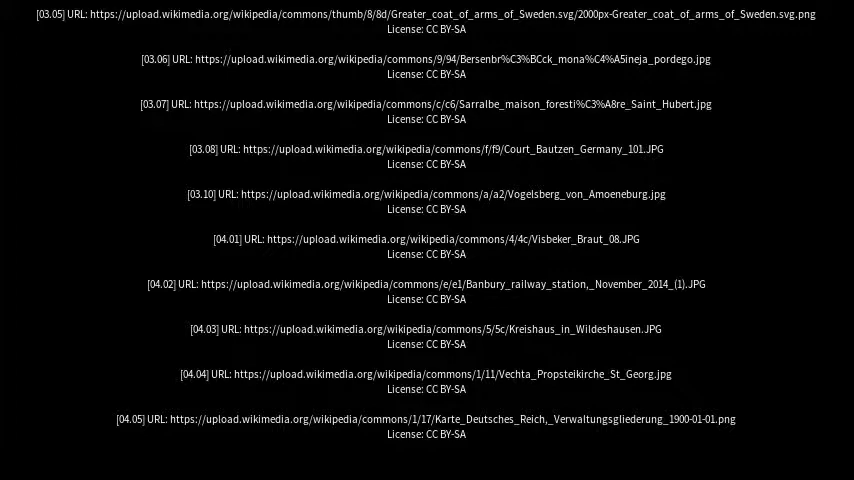 [03.05] URL: https://upload.wikimedia.org/wikipedia/commons/thumb/8/8d/Greater_coat_of_arms_of_Sweden.svg/2000px-Greater_coat_of_arms_of_Sweden.svg.png
License: CC BY-SA
[03.06] URL: https://upload.wikimedia.org/wikipedia/commons/9/94/Bersenbr%C3%BCck_mona%C4%A5ineja_pordego.jpg
License: CC BY-SA
[03.07] URL: https://upload.wikimedia.org/wikipedia/commons/c/c6/Sarralbe_maison_foresti%C3%A8re_Saint_Hubert.jpg
License: CC BY-SA
[03.08] URL: https://upload.wikimedia.org/wikipedia/commons/f/f9/Court_Bautzen_Germany_101.JPG
License: CC BY-SA
[03.10] URL: https://upload.wikimedia.org/wikipedia/commons/a/a2/Vogelsberg_von_Amoeneburg.jpg
License: CC BY-SA
[04.01] URL: https://upload.wikimedia.org/wikipedia/commons/4/4c/Visbeker_Braut_08.JPG
License: CC BY-SA
[04.02] URL: https://upload.wikimedia.org/wikipedia/commons/e/e1/Banbury_railway_station,_November_2014_(1).JPG
License: CC BY-SA
[04.03] URL: https://upload.wikimedia.org/wikipedia/commons/5/5c/Kreishaus_in_Wildeshausen.JPG
License: CC BY-SA
[04.04] URL: https://upload.wikimedia.org/wikipedia/commons/1/11/Vechta_Propsteikirche_St_Georg.jpg
License: CC BY-SA
[04.05] URL: https://upload.wikimedia.org/wikipedia/commons/1/17/Karte_Deutsches_Reich,_Verwaltungsgliederung_1900-01-01.png
License: CC BY-SA